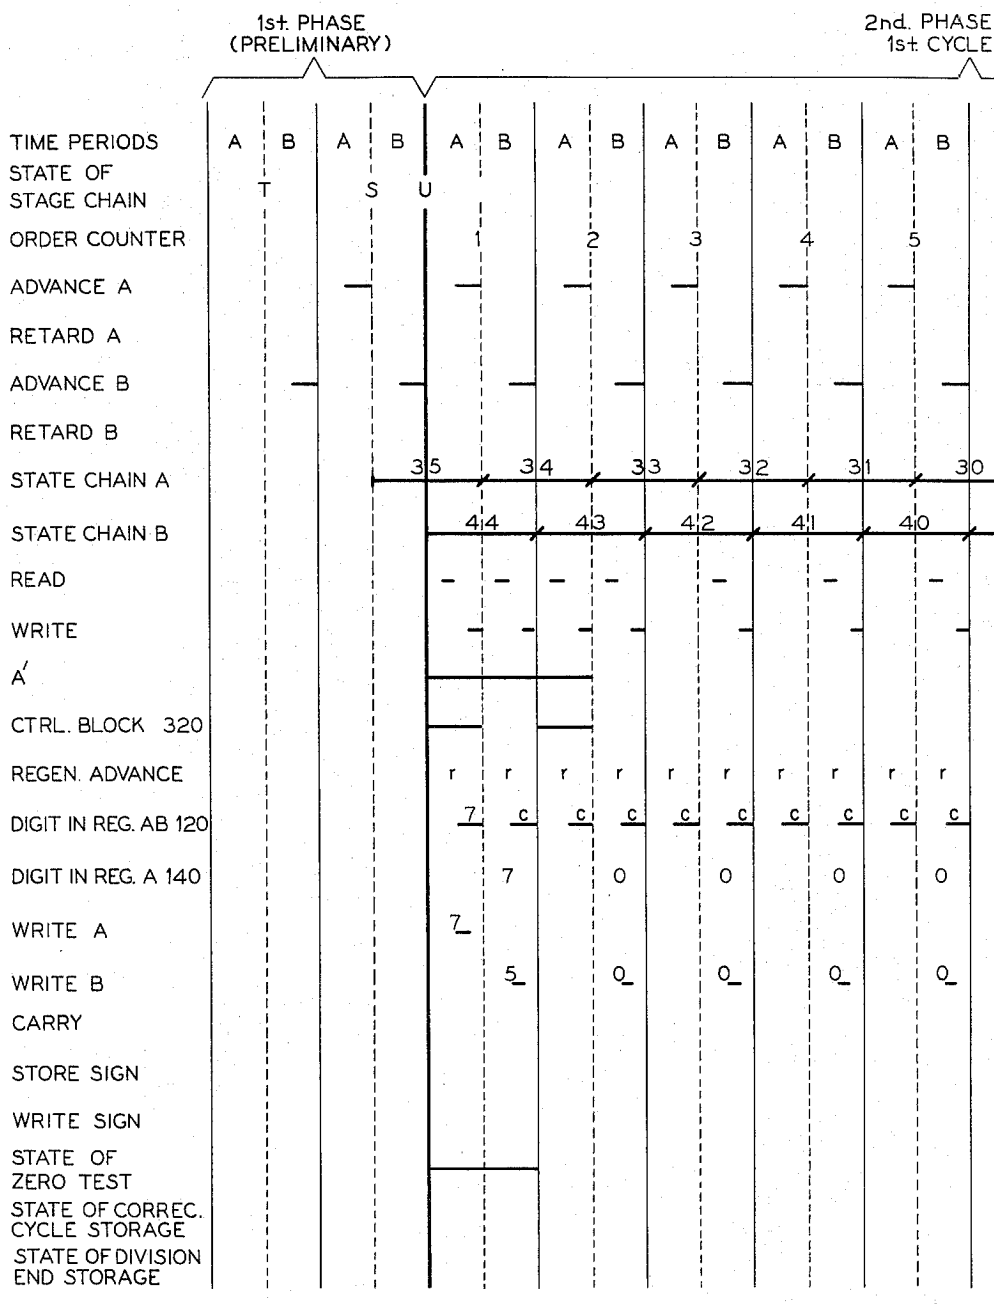 1st. PHASE
(PRELIMINARY)
2nd. PHASE
1st. CYCLE
TIME PERIODS A B A B A B A B A B A B A B
STATE OF
STAGE CHAIN T S U
ORDER COUNTER 1 2 3 4 5
ADVANCE A
RETARD A
ADVANCE B
RETARD B
STATE CHAIN A 35 34 33 32 31 30
STATE CHAIN B 44 43 42 41 40
READ
WRITE
A'
CTRL. BLOCK 320
REGEN. ADVANCE r r r r r r r r r r
DIGIT IN REG. AB 120 7 c c c c c c c c c
DIGIT IN REG. A 140 7 0 0 0 0
WRITE A 7
WRITE B 5 0 0 0 0
CARRY
STORE SIGN
WRITE SIGN
STATE OF
ZERO TEST
STATE OF CORREC.
CYCLE STORAGE
STATE OF DIVISION
END STORAGE